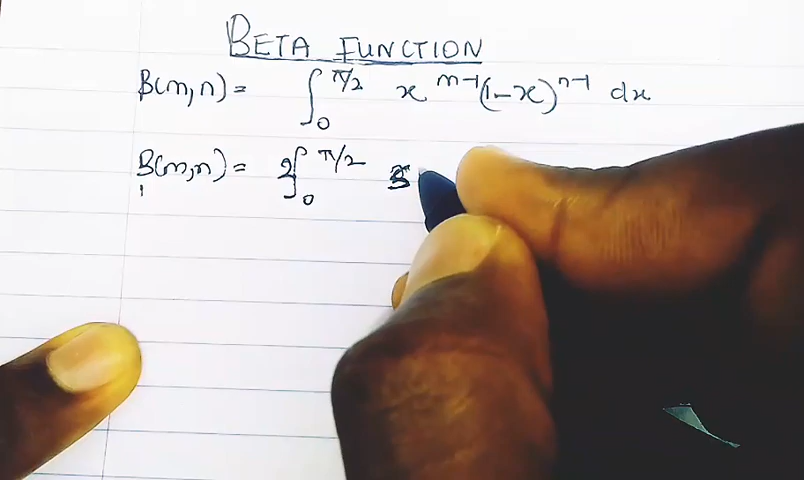 BETA FUNCTION
β(m,n) = ∫₀^π/2 x^m-1 (1-x)^n-1 dx
β(m,n) = 2∫₀^π/2 s